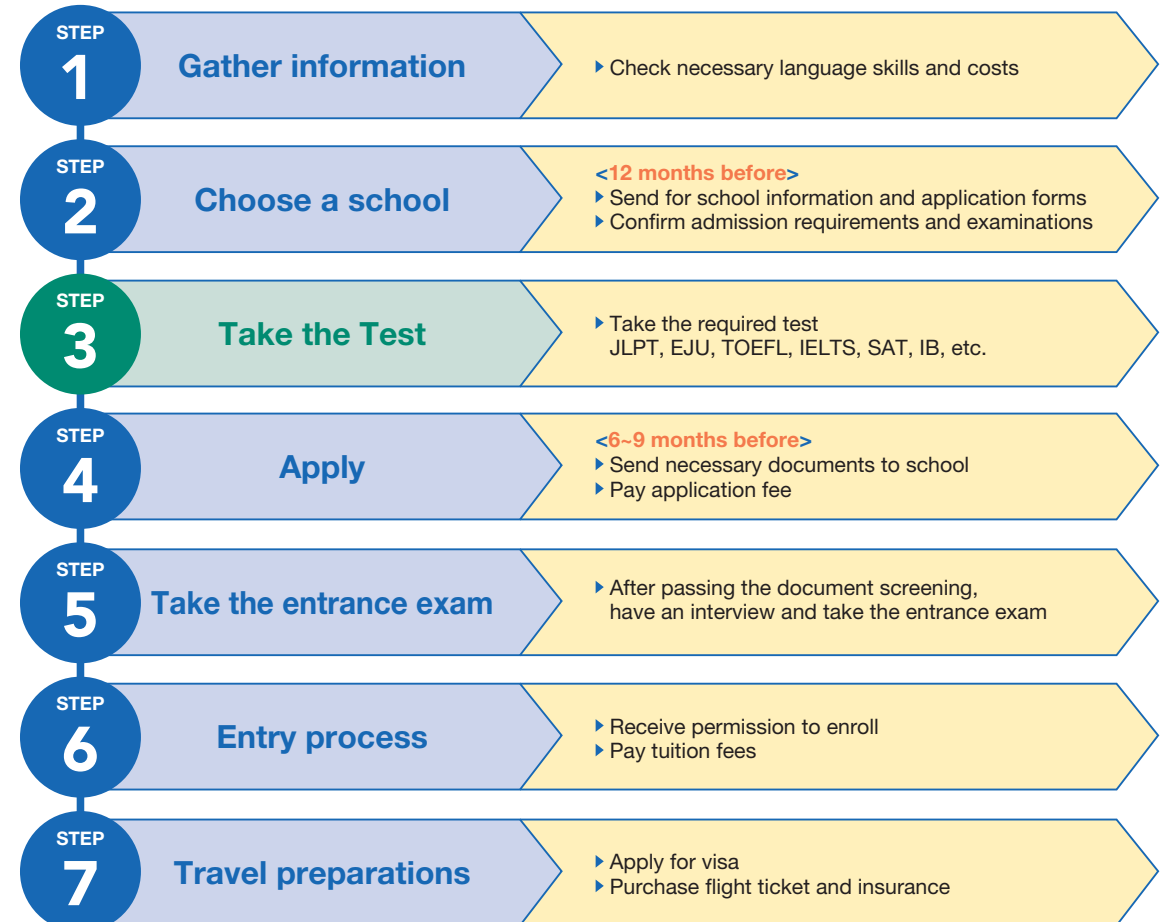 STEP
1
Gather information
▶ Check necessary language skills and costs
STEP
2
Choose a school
<12 months before>
▶ Send for school information and application forms
▶ Confirm admission requirements and examinations
STEP
3
Take the Test
▶ Take the required test
JLPT, EJU, TOEFL, IELTS, SAT, IB, etc.
STEP
4
Apply
<6~9 months before>
▶ Send necessary documents to school
▶ Pay application fee
STEP
5
Take the entrance exam
▶ After passing the document screening,
have an interview and take the entrance exam
STEP
6
Entry process
▶ Receive permission to enroll
▶ Pay tuition fees
STEP
7
Travel preparations
▶ Apply for visa
▶ Purchase flight ticket and insurance